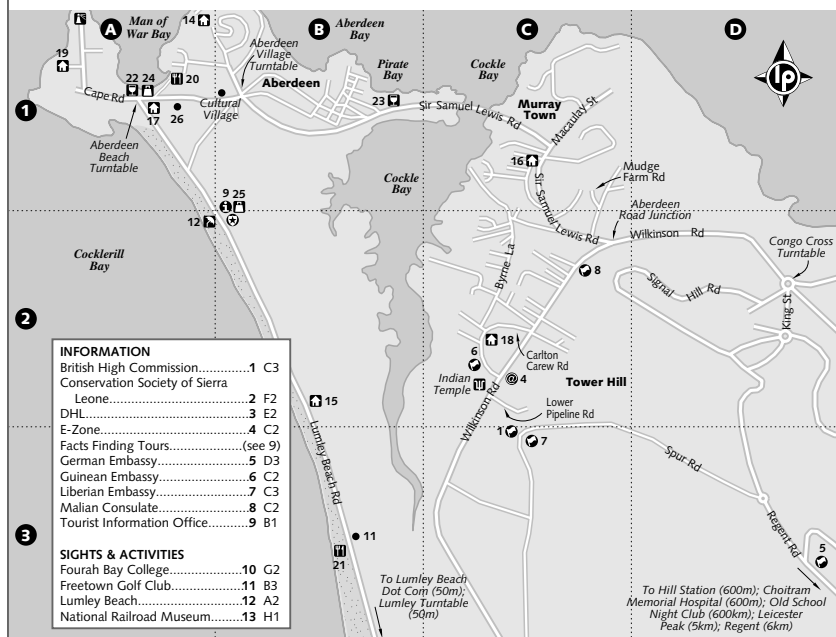 A
B
C
D
Man of
War Bay
14
Aberdeen
Bay
19
Aberdeen
Village
Turntable
Pirate
Bay
Cockle
Bay
lp
22 24
20
Aberdeen
23
Cape Rd
Cultural
Village
Sir Samuel Lewis Rd
Murray
Town
Macaulay St
1
17
26
Aberdeen
Beach
Turntable
Cockle
Bay
16
Mudge
Farm Rd
Sir Samuel Lewis Rd
Aberdeen
Road Junction
9 25
12
Wilkinson Rd
Congo Cross
Turntable
Cocklerill
Bay
Byrne La
8
Signal Hill Rd
King St
2
18
6
Carlton
Carew Rd
Indian
Temple
4
Tower Hill
Lower
Pipeline Rd
Wilkinson Rd
15
1
7
Lumley Beach Rd
Spur Rd
Regent Rd
3
11
21
5
To Lumley Beach
Dot Com (50m);
Lumley Turntable
(50m)
To Hill Station (600m); Choitram
Memorial Hospital (600m); Old School
Night Club (600km); Leicester
Peak (5km); Regent (6km)
INFORMATION
British High Commission....................1 C3
Conservation Society of Sierra
Leone.......................................2 F2
DHL...............................................3 E2
E-Zone...........................................4 C2
Facts Finding Tours....................(see 9)
German Embassy...........................5 D3
Guinean Embassy..........................6 C2
Liberian Embassy..........................7 C3
Malian Consulate..........................8 C2
Tourist Information Office.............9 B1
SIGHTS & ACTIVITIES
Fourah Bay College.....................10 G2
Freetown Golf Club.....................11 B3
Lumley Beach.............................12 A2
National Railroad Museum..........13 H1